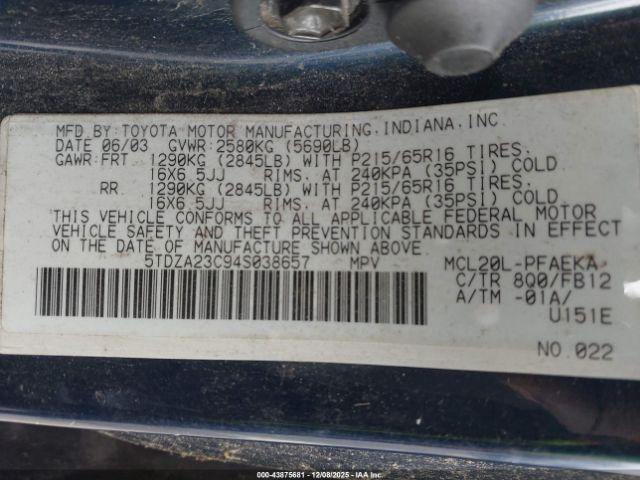 MFD BY: TOYOTA MOTOR MANUFACTURING, INDIANA, INC.
DATE 06/03 GVWR: 2580KG (5690LB)
GAWR: FRT 1290KG (2845LB) WITH P215/65R16 TIRES.
16X6.5JJ RIMS. AT 240KPA (35PSI) COLD
RR 1290KG (2845LB) WITH P215/65R16 TIRES.
16X6.5JJ RIMS. AT 240KPA (35PSI) COLD.
THIS VEHICLE CONFORMS TO ALL APPLICABLE FEDERAL MOTOR
VEHICLE SAFETY AND THEFT PREVENTION STANDARDS IN EFFECT
ON THE DATE OF MANUFACTURE SHOWN ABOVE
5TDZA23C94S038657 MPV MCL20L-PFAEKA
C/TR 8Q0/FB12
A/TM -01A/
U151E
NO.022
000-43875681 - 12/08/2025 - IAAI.COM